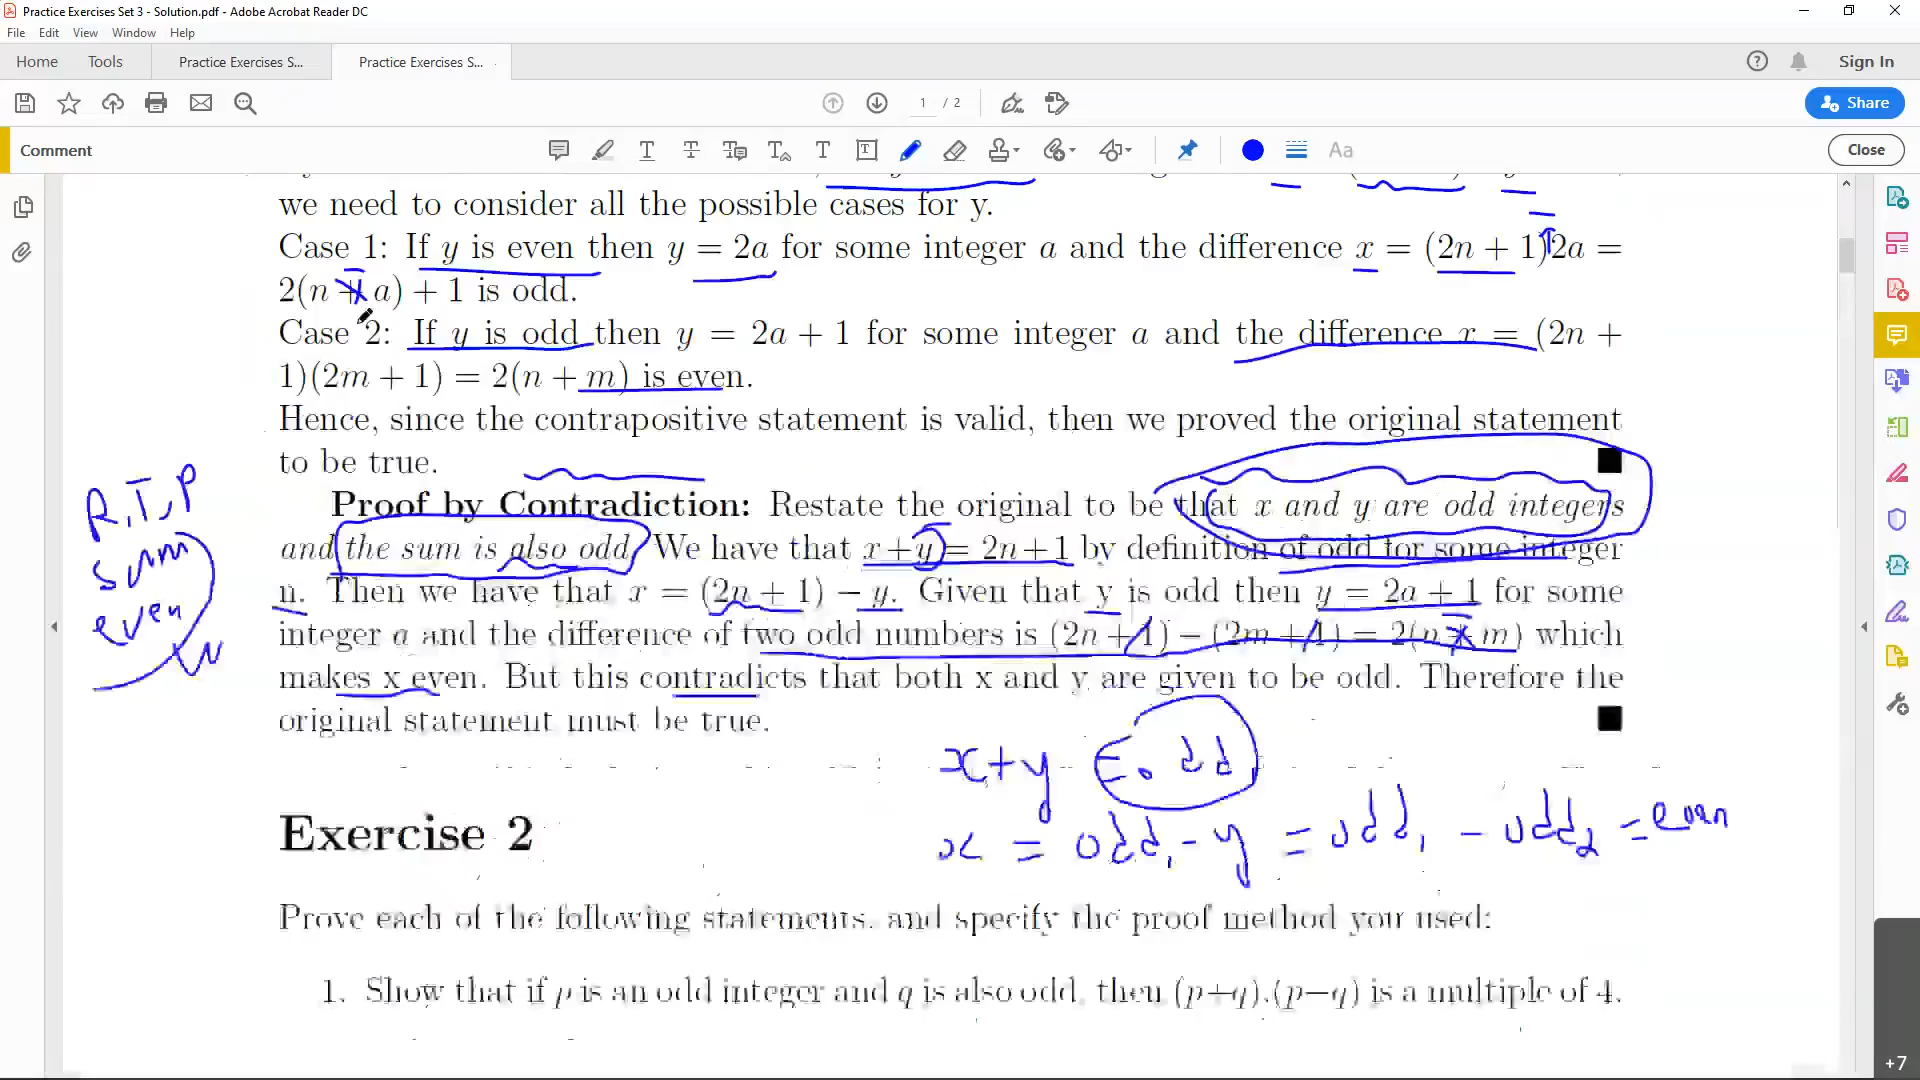 Practice Exercises Set 3 - Solution.pdf - Adobe Acrobat Reader DC
File Edit View Window Help
Home Tools Practice Exercises S... Practice Exercises S... Sign In
1 / 2 Share
Comment Aa Close
we need to consider all the possible cases for y.
Case 1: If y is even then y = 2a for some integer a and the difference x = (2n + 1)2a =
2(n + a) + 1 is odd.
Case 2: If y is odd then y = 2a + 1 for some integer a and the difference x = (2n +
1)(2m + 1) = 2(n + m) is even.
Hence, since the contrapositive statement is valid, then we proved the original statement
to be true.
Proof by Contradiction: Restate the original to be that x and y are odd integers
and the sum is also odd. We have that x+y = 2n+1 by definition of odd for some integer
n. Then we have that x = (2n + 1) − y. Given that y is odd then y = 2a + 1 for some
integer a and the difference of two odd numbers is (2n + 1) − (2m + 1) = 2(n + m) which
makes x even. But this contradicts that both x and y are given to be odd. Therefore the
original statement must be true.
R,T,P
sum
even
x+y E. odd
x = odd1 - y = odd1 - odd2 = even
Exercise 2
Prove each of the following statements, and specify the proof method you used:
1. Show that if p is an odd integer and q is also odd, then (p+q).(p−q) is a multiple of 4.
+7